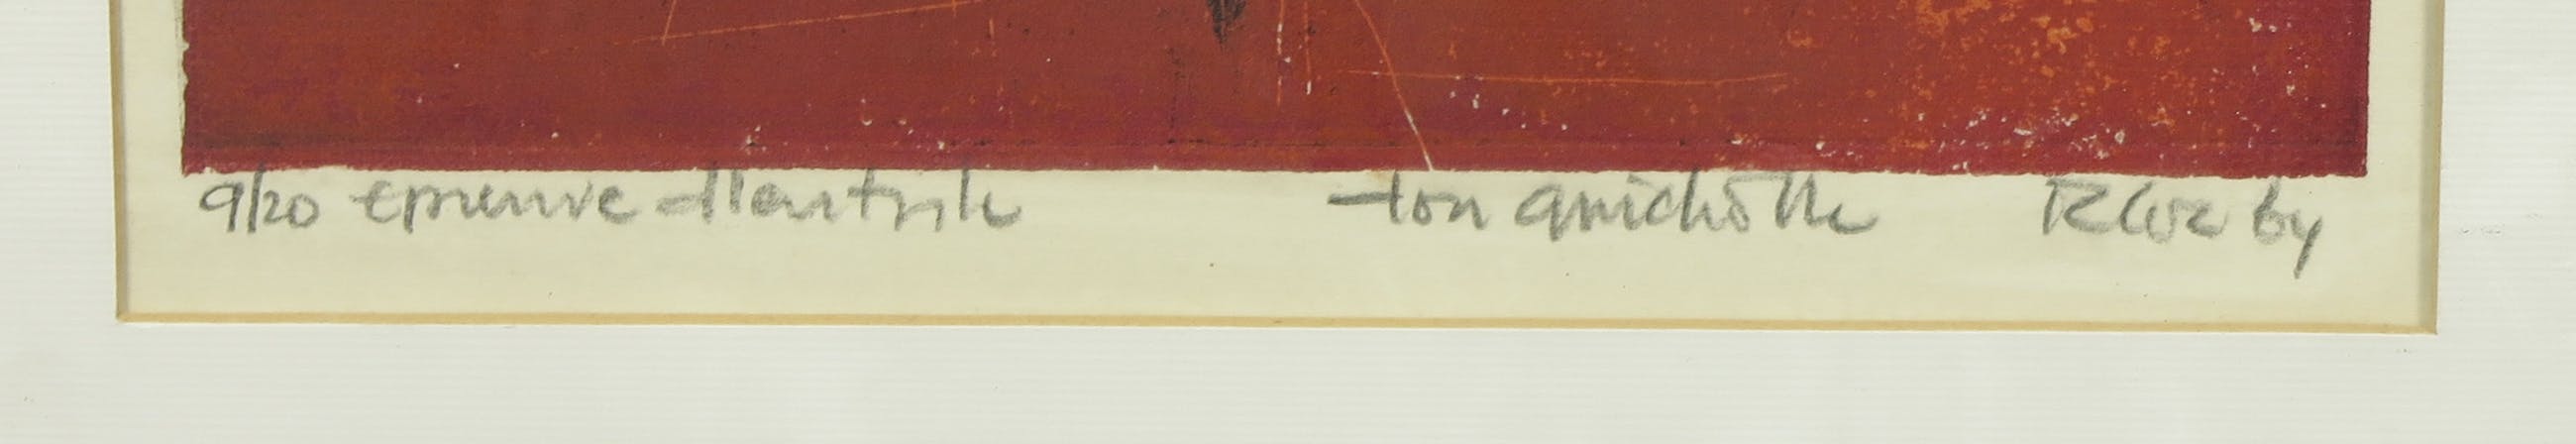 9/20 epreuve d'artiste don quichotte